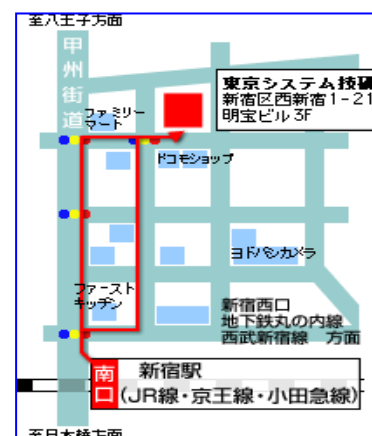 至八王子方面
甲州街道
東京システム技研
新宿区西新宿1-21
明宝ビル3F
ファミリー
マート
ドコモショップ
ヨドバシカメラ
ファースト
キッチン
新宿西口
地下鉄丸の内線
西武新宿線 方面
南口
新宿駅
(JR線・京王線・小田急線)
至日本橋方面